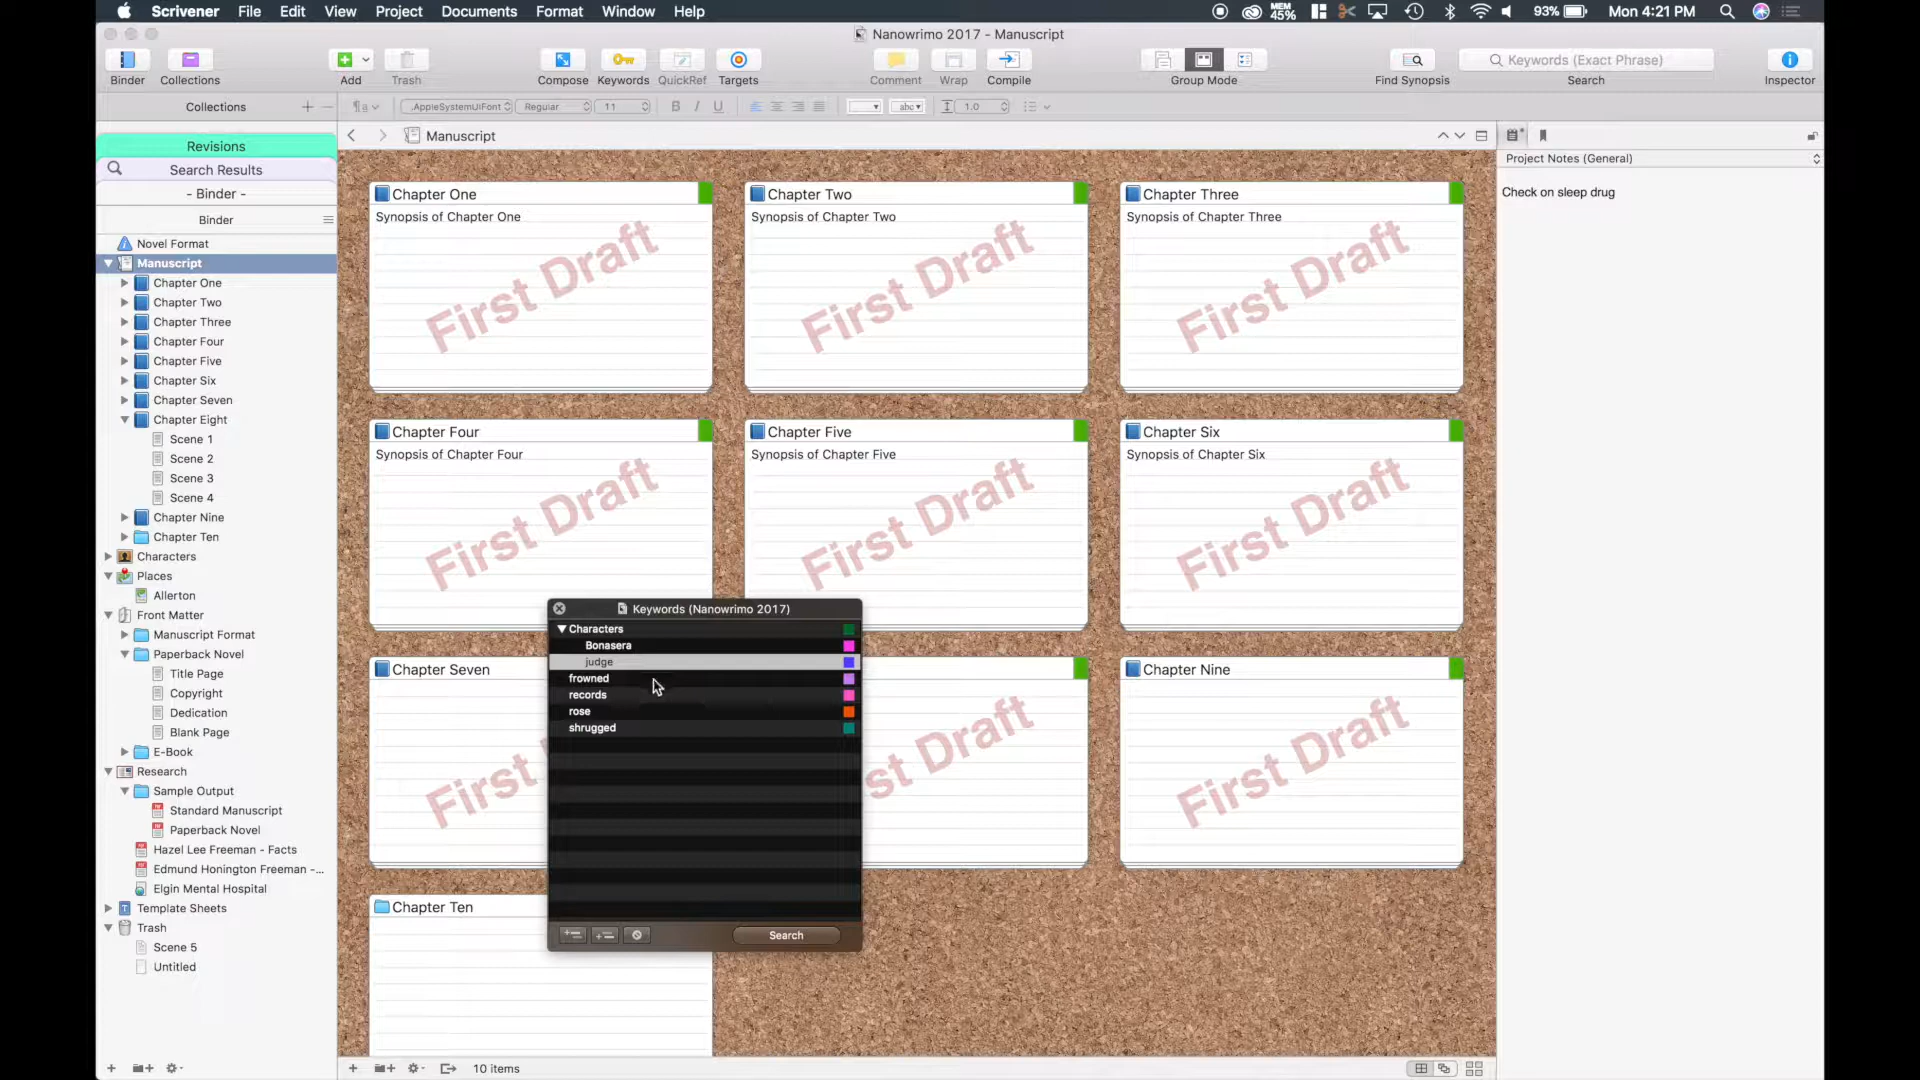 Scrivener File Edit View Project Documents Format Window Help
MEM 45% 93% Mon 4:21 PM
Nanowrimo 2017 - Manuscript
Binder Collections Add Trash Compose Keywords QuickRef Targets Comment Wrap Compile Group Mode Find Synopsis Keywords (Exact Phrase) Search Inspector
Collections
.AppleSystemUIFont Regular 11 B I U abc 1.0
Revisions
Search Results
- Binder -
Binder
Novel Format
Manuscript
Chapter One
Chapter Two
Chapter Three
Chapter Four
Chapter Five
Chapter Six
Chapter Seven
Chapter Eight
Scene 1
Scene 2
Scene 3
Scene 4
Chapter Nine
Chapter Ten
Characters
Places
Allerton
Front Matter
Manuscript Format
Paperback Novel
Title Page
Copyright
Dedication
Blank Page
E-Book
Research
Sample Output
Standard Manuscript
Paperback Novel
Hazel Lee Freeman - Facts
Edmund Honington Freeman -...
Elgin Mental Hospital
Template Sheets
Trash
Scene 5
Untitled
Manuscript
Chapter One
Synopsis of Chapter One
First Draft
Chapter Two
Synopsis of Chapter Two
First Draft
Chapter Three
Synopsis of Chapter Three
First Draft
Chapter Four
Synopsis of Chapter Four
First Draft
Chapter Five
Synopsis of Chapter Five
First Draft
Chapter Six
Synopsis of Chapter Six
First Draft
Chapter Seven
First
st Draft
Chapter Nine
First Draft
Chapter Ten
Keywords (Nanowrimo 2017)
Characters
Bonasera
judge
frowned
records
rose
shrugged
Search
10 items
Project Notes (General)
Check on sleep drug